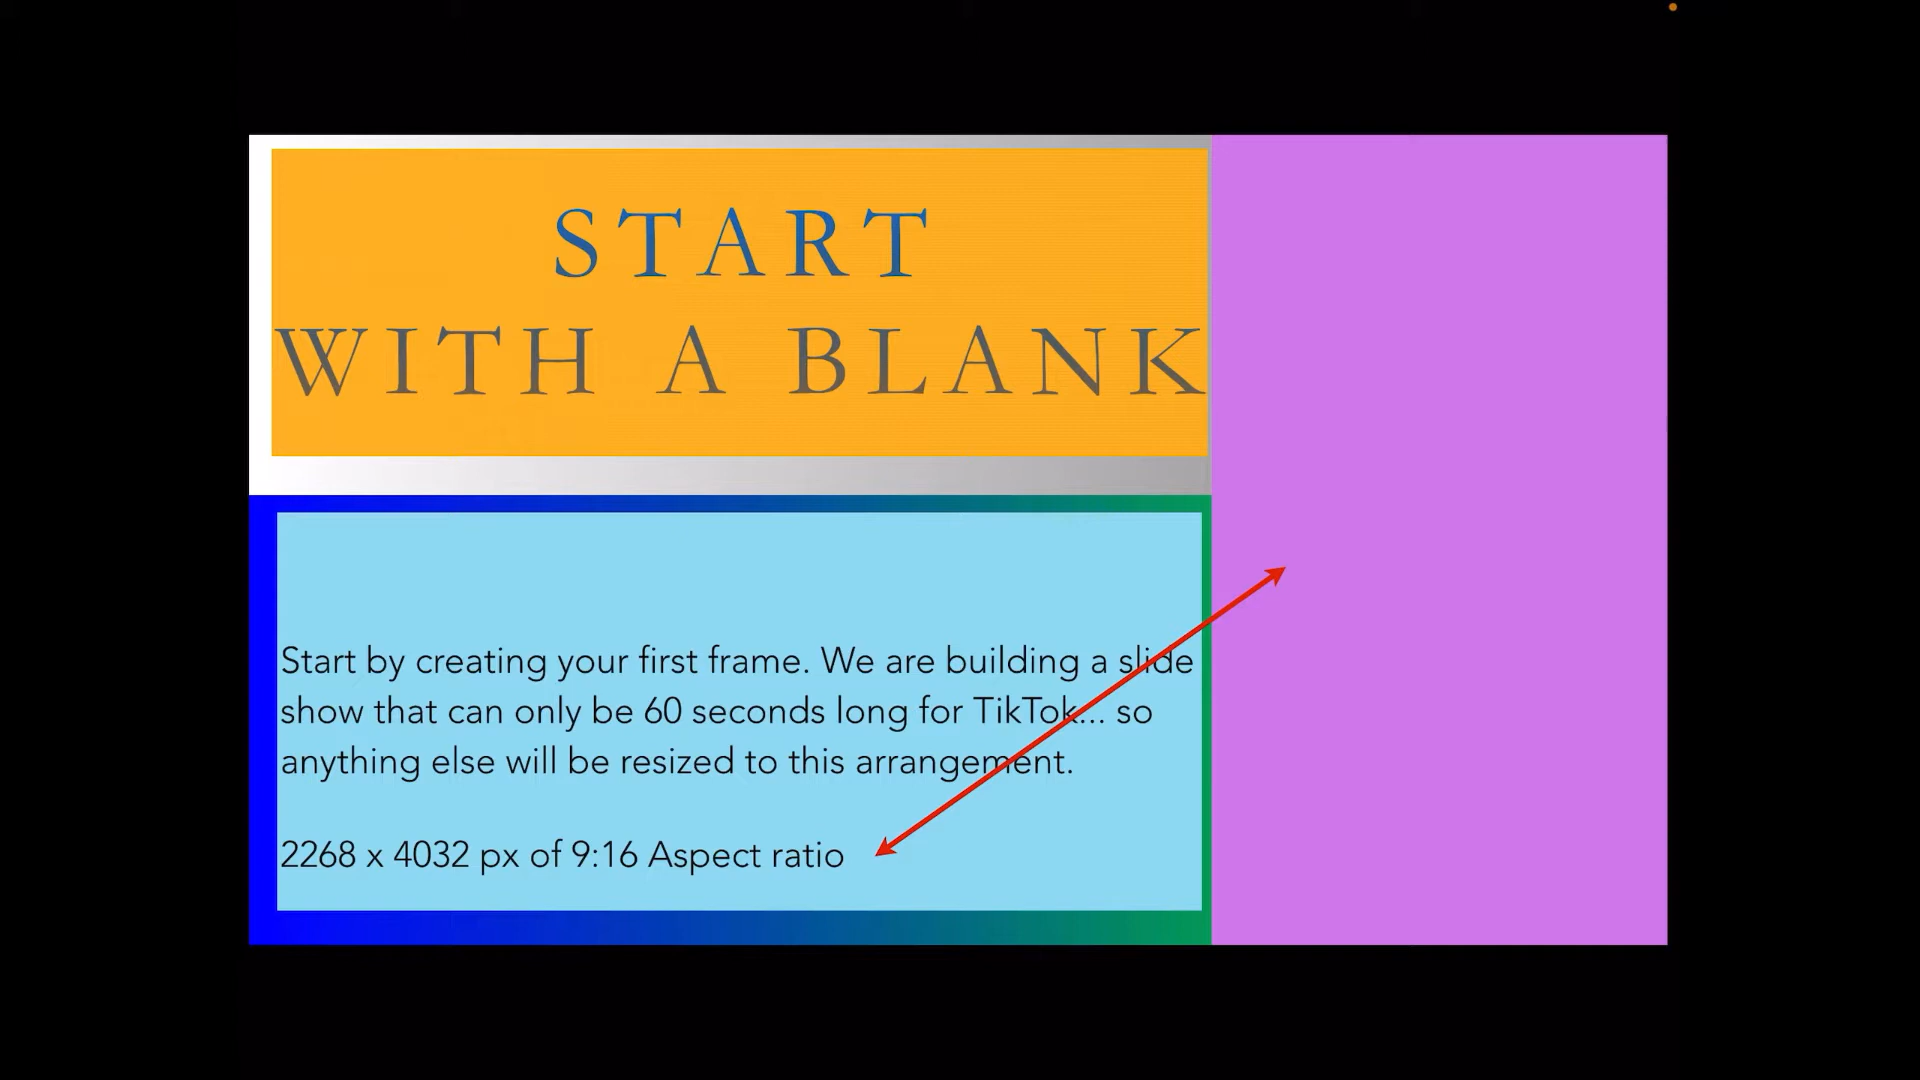 START
WITH A BLANK
Start by creating your first frame. We are building a slide
show that can only be 60 seconds long for TikTok... so
anything else will be resized to this arrangement.
2268 x 4032 px of 9:16 Aspect ratio